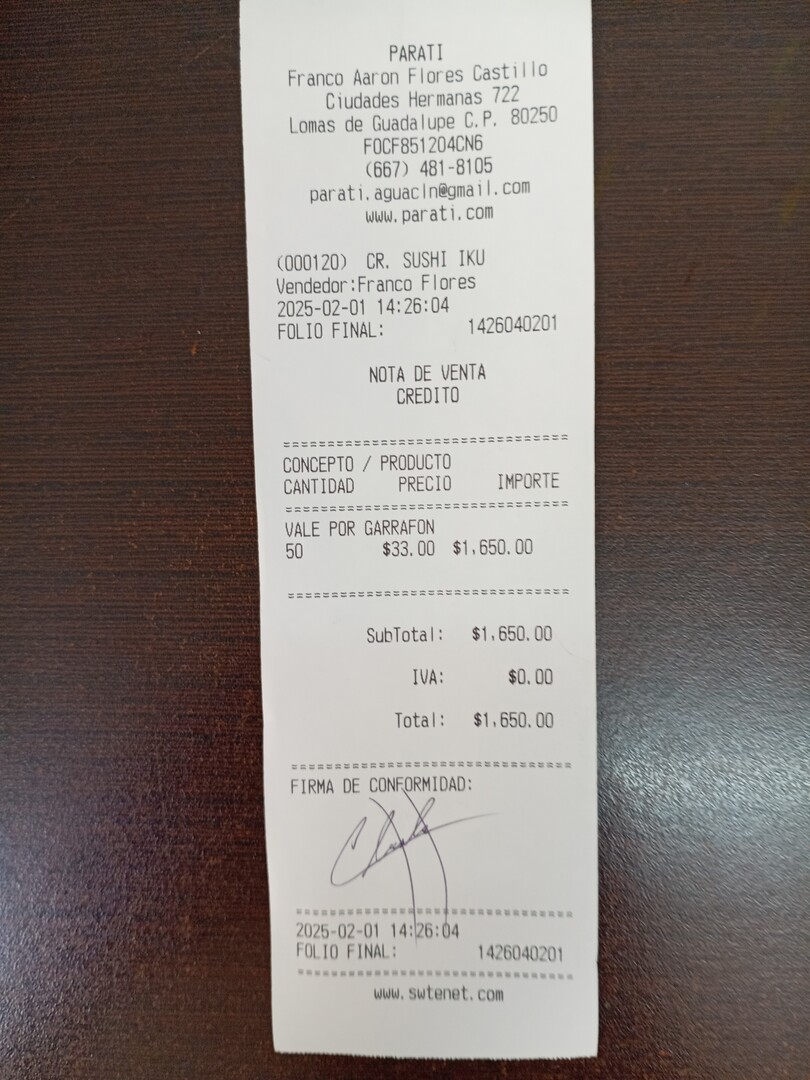 PARATI
Franco Aaron Flores Castillo
Ciudades Hermanas 722
Lomas de Guadalupe C.P. 80250
FOCF851204CN6
(667) 481-8105
parati.aguacln@gmail.com
www.parati.com
(000120) CR. SUSHI IKU
Vendedor:Franco Flores
2025-02-01 14:26:04
FOLIO FINAL: 1426040201
NOTA DE VENTA
CREDITO
================================
CONCEPTO / PRODUCTO
CANTIDAD PRECIO IMPORTE
================================
VALE POR GARRAFON
50 $33.00 $1,650.00
================================
SubTotal: $1,650.00
IVA: $0.00
Total: $1,650.00
================================
FIRMA DE CONFORMIDAD:
================================
2025-02-01 14:26:04
FOLIO FINAL: 1426040201
================================
www.swtenet.com